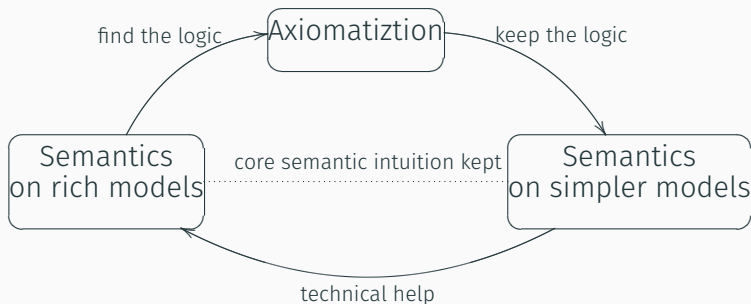 find the logic
Axiomatiztion
keep the logic
Semantics
on rich models
core semantic intuition kept
Semantics
on simpler models
technical help